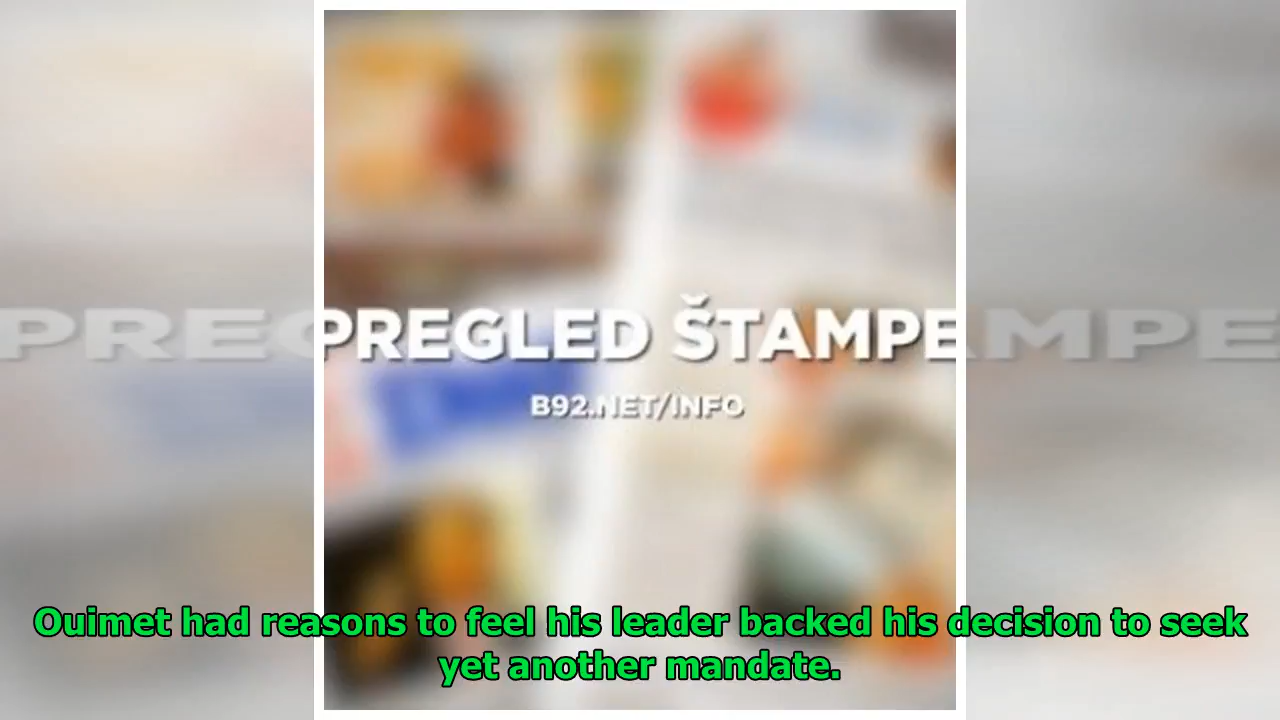 PREGLED ŠTAMPE
B92.NET/INFO
Ouimet had reasons to feel his leader backed his decision to seek
yet another mandate.